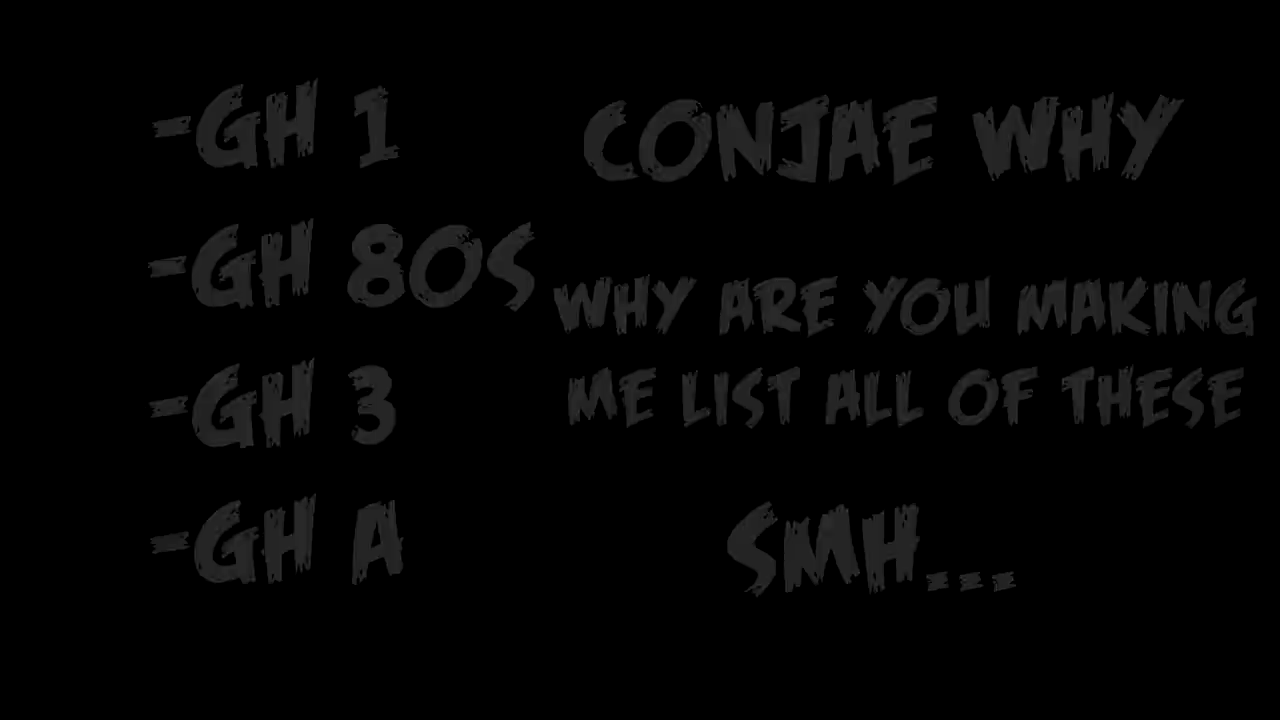 -GH 1
-GH 80S
-GH 3
-GH A
CONJAE WHY
WHY ARE YOU MAKING
ME LIST ALL OF THESE
SMH...